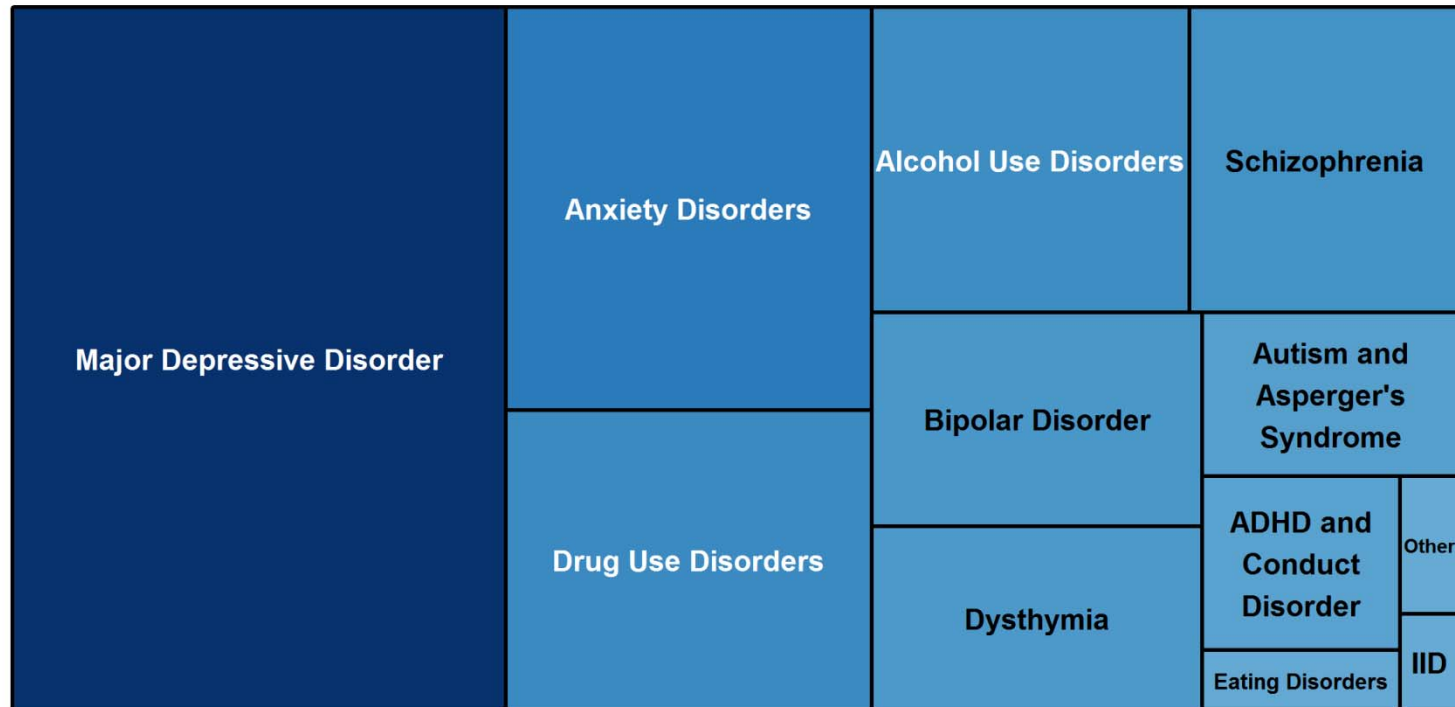 Major Depressive Disorder
Anxiety Disorders
Drug Use Disorders
Alcohol Use Disorders
Schizophrenia
Bipolar Disorder
Dysthymia
Autism and
Asperger's
Syndrome
ADHD and
Conduct
Disorder
Other
Eating Disorders
IID